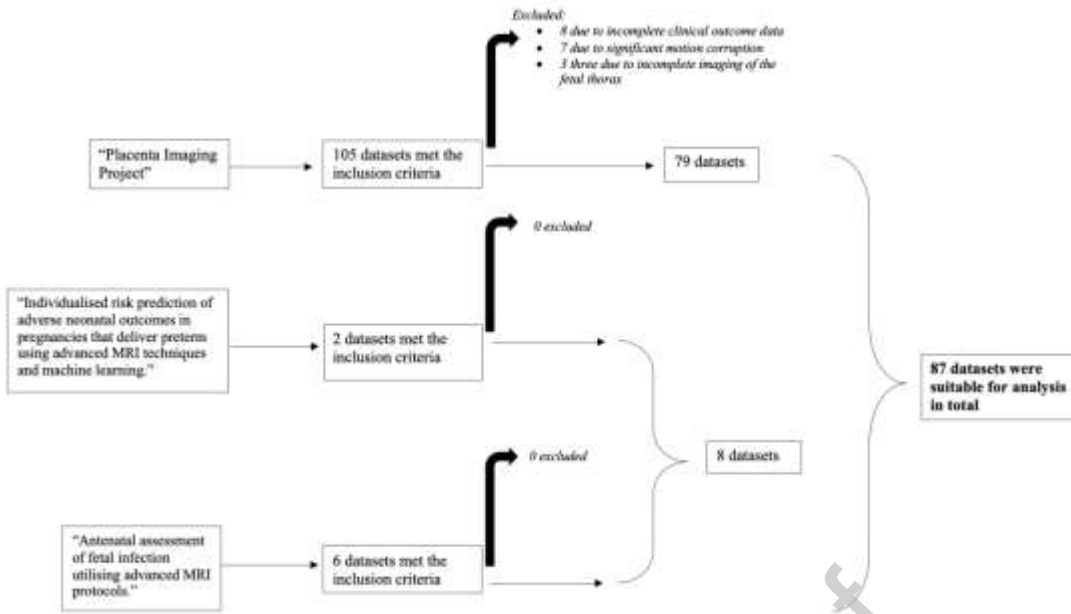 Excluded:
• 8 due to incomplete clinical outcome data
• 7 due to significant motion corruption
• 3 three due to incomplete imaging of the
fetal thorax
“Placenta Imaging
Project”
105 datasets met the
inclusion criteria
79 datasets
0 excluded
“Individualised risk prediction of
adverse neonatal outcomes in
pregnancies that deliver preterm
using advanced MRI techniques
and machine learning.”
2 datasets met the
inclusion criteria
87 datasets were
suitable for analysis
in total
0 excluded
8 datasets
“Antenatal assessment
of fetal infection
utilising advanced MRI
protocols.”
6 datasets met the
inclusion criteria